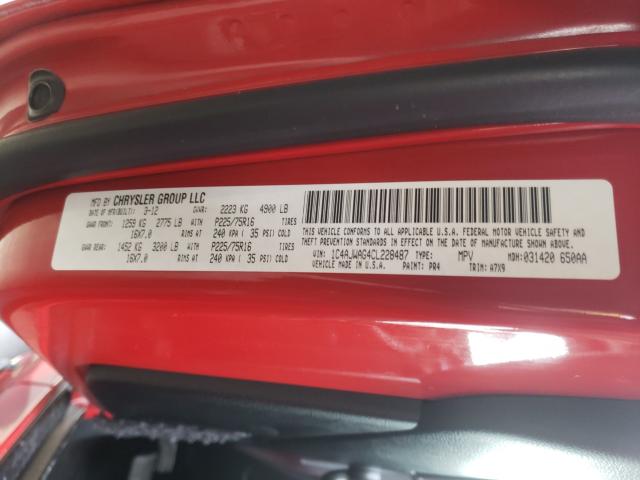 MFD BY CHRYSLER GROUP LLC
DATE OF MFR(BUILT): 3-12 GVWR: 2223 KG 4900 LB
GAWR FRONT: 1259 KG 2775 LB WITH P225/75R16 TIRES
16X7.0 RIMS AT 240 KPA ( 35 PSI) COLD
GAWR REAR: 1452 KG 3200 LB WITH P225/75R16 TIRES
16X7.0 RIMS AT 240 KPA ( 35 PSI) COLD
THIS VEHICLE CONFORMS TO ALL APPLICABLE U.S.A. FEDERAL MOTOR VEHICLE SAFETY AND
THEFT PREVENTION STANDARDS IN EFFECT ON THE DATE OF MANUFACTURE SHOWN ABOVE.
VIN: 1C4AJWAG4CL228487 TYPE: MPV MDH: 031420 650AA
VEHICLE MADE IN U.S.A. PAINT: PR4 TRIM: A7X9